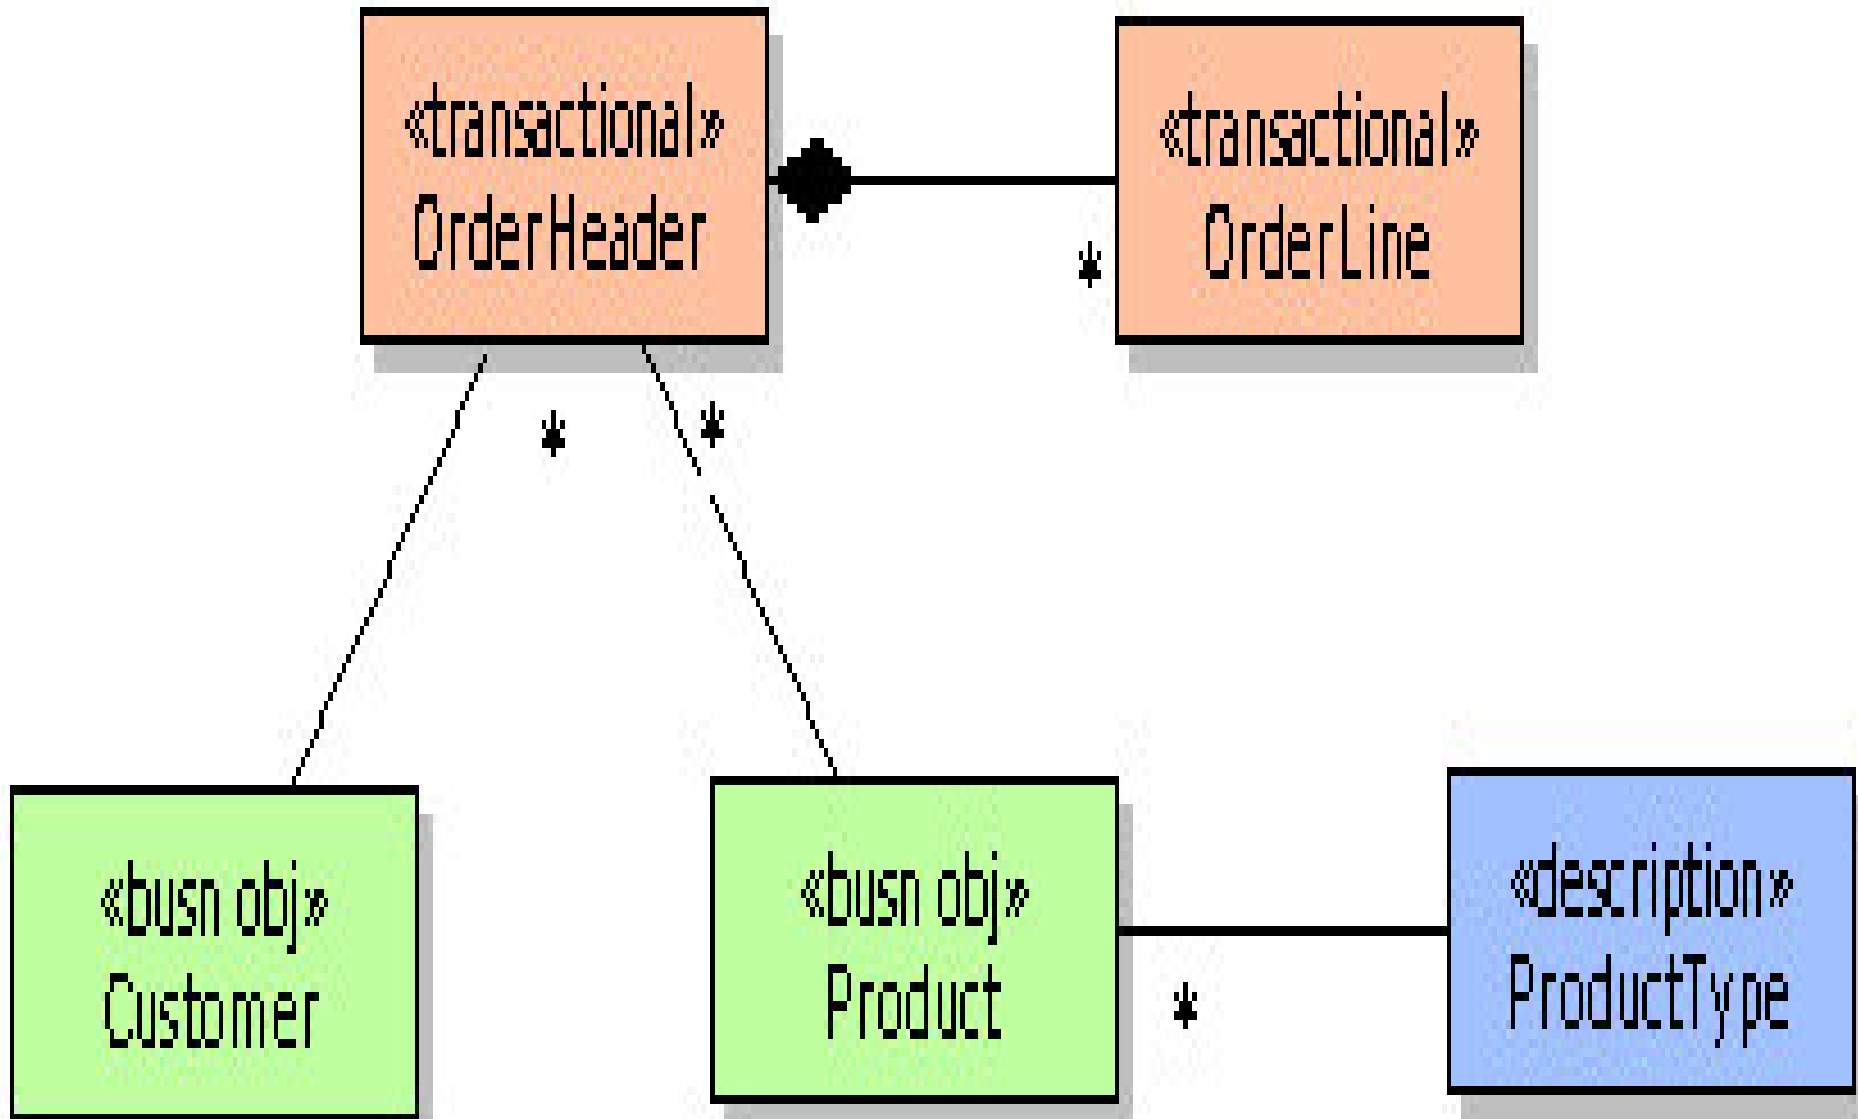 «transactional»
OrderHeader
«transactional»
OrderLine
*
*
*
«busn obj»
Customer
«busn obj»
Product
*
«description»
ProductType